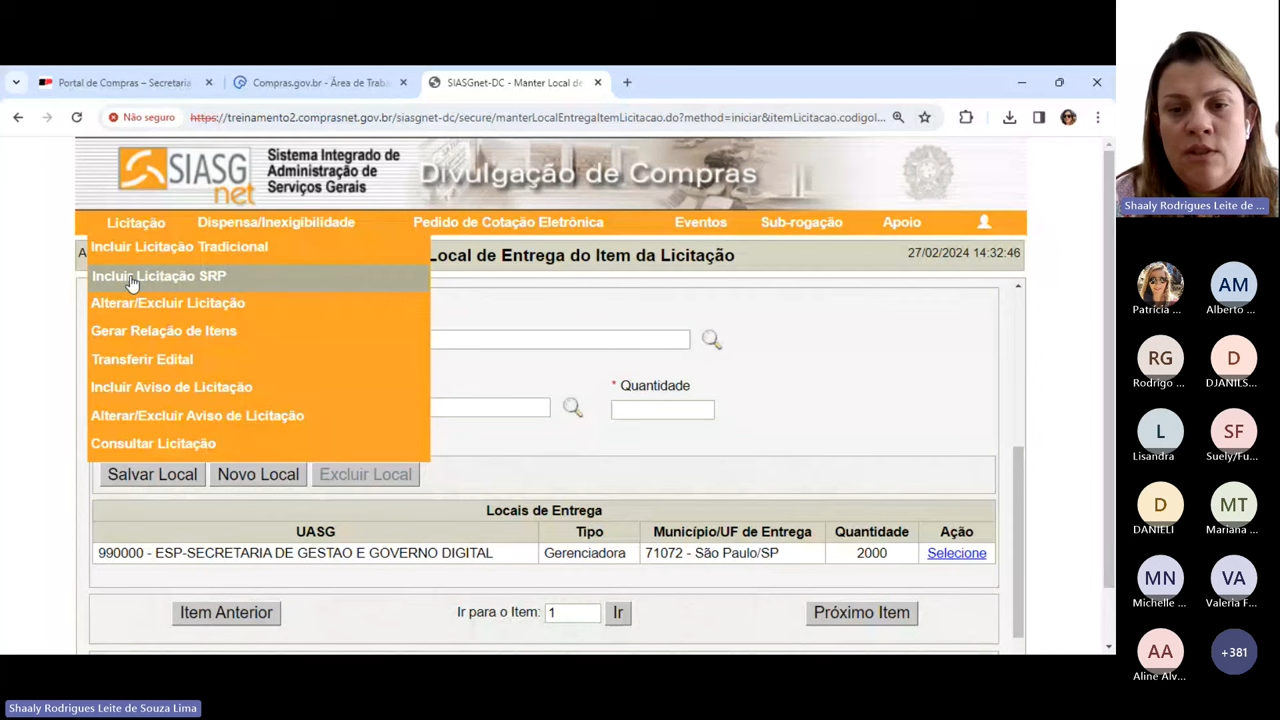 Portal de Compras – Secretaria
Compras.gov.br - Área de Traba
SIASGnet-DC - Manter Local de
Não seguro
https://treinamento2.comprasnet.gov.br/siasgnet-dc/secure/manterLocalEntregaItemLicitacao.do?method=iniciar&itemLicitacao.codigol...
SIASG
net
Sistema Integrado de
Administração de
Serviços Gerais
Divulgação de Compras
Licitação
Dispensa/Inexigibilidade
Pedido de Cotação Eletrônica
Eventos
Sub-rogação
Apoio
A
Local de Entrega do Item da Licitação
27/02/2024 14:32:46
Incluir Licitação Tradicional
Incluir Licitação SRP
Alterar/Excluir Licitação
Gerar Relação de Itens
Transferir Edital
Incluir Aviso de Licitação
Alterar/Excluir Aviso de Licitação
Consultar Licitação
* Quantidade
Salvar Local
Novo Local
Excluir Local
Locais de Entrega
UASG Tipo Município/UF de Entrega Quantidade Ação
990000 - ESP-SECRETARIA DE GESTAO E GOVERNO DIGITAL Gerenciadora 71072 - São Paulo/SP 2000 Selecione
Item Anterior
Ir para o Item: 1 Ir
Próximo Item
Shaaly Rodrigues Leite de ...
Patrícia ...
AM
Alberto ...
RG
Rodrigo ...
D
DJANILS...
L
Lisandra
SF
Suely/Fu...
D
DANIELI
MT
Mariana ...
MN
Michelle ...
VA
Valeria F...
AA
Aline Alv...
+381
Shaaly Rodrigues Leite de Souza Lima